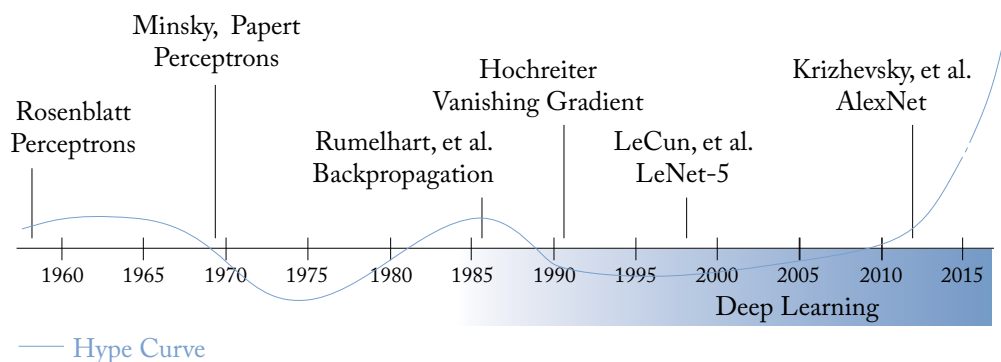 Minsky, Papert
Perceptrons
Hochreiter
Vanishing Gradient
Krizhevsky, et al.
AlexNet
Rosenblatt
Perceptrons
Rumelhart, et al.
Backpropagation
LeCun, et al.
LeNet-5
1960 1965 1970 1975 1980 1985 1990 1995 2000 2005 2010 2015
Deep Learning
Hype Curve